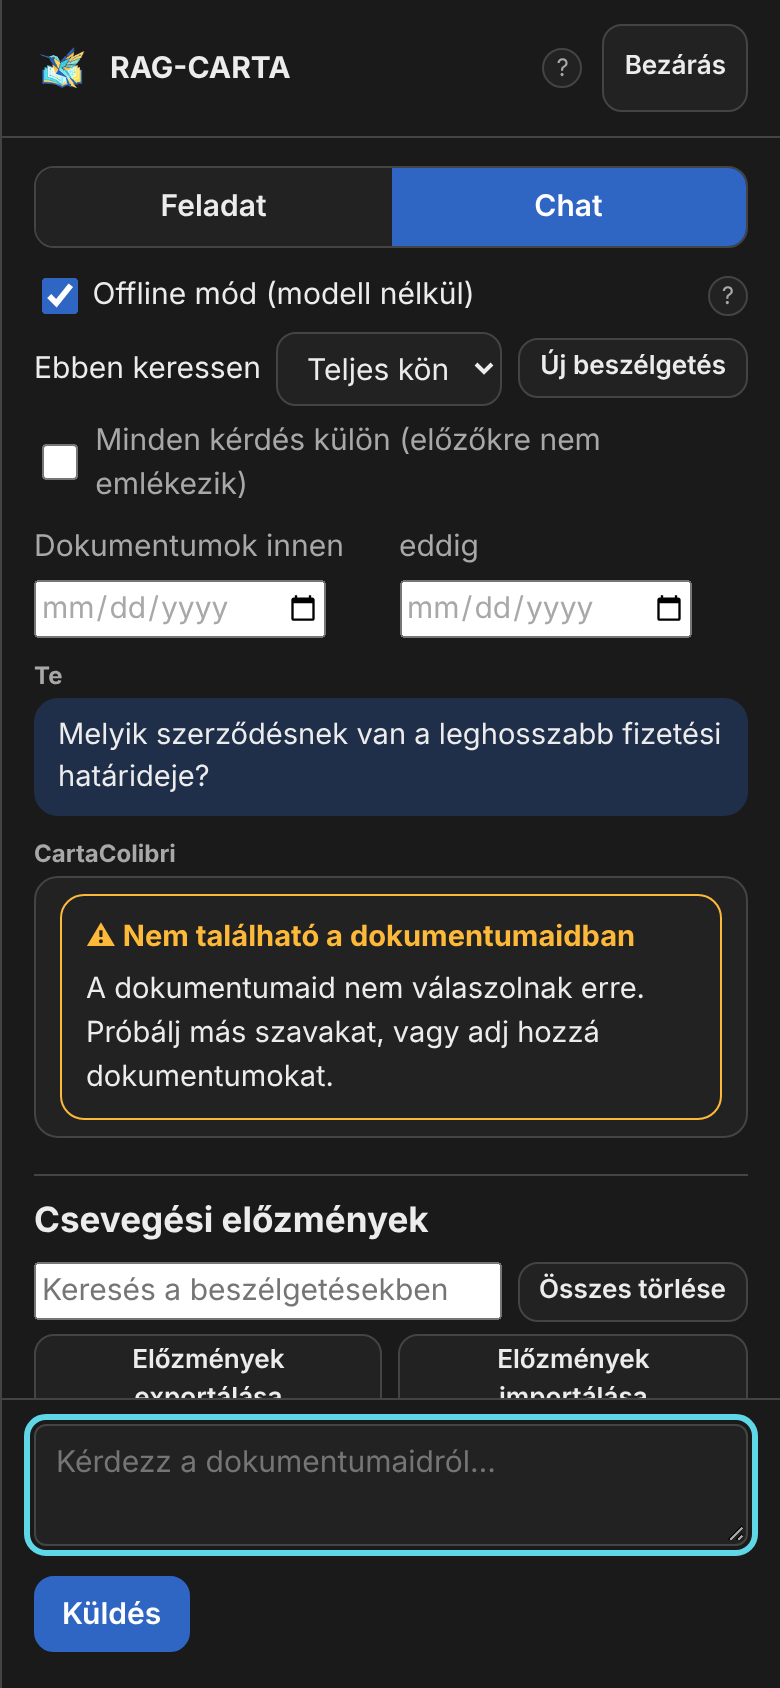 RAG-CARTA
?
Bezárás
Feladat
Chat
Offline mód (modell nélkül)
?
Ebben keressen
Teljes kön
Új beszélgetés
Minden kérdés külön (előzőkre nem
emlékezik)
Dokumentumok innen
eddig
mm/dd/yyyy
mm/dd/yyyy
Te
Melyik szerződésnek van a leghosszabb fizetési
határideje?
CartaColibri
Nem található a dokumentumaidban
A dokumentumaid nem válaszolnak erre.
Próbálj más szavakat, vagy adj hozzá
dokumentumokat.
Csevegési előzmények
Keresés a beszélgetésekben
Összes törlése
Előzmények
exportálása
Előzmények
importálása
Kérdezz a dokumentumaidról...
Küldés